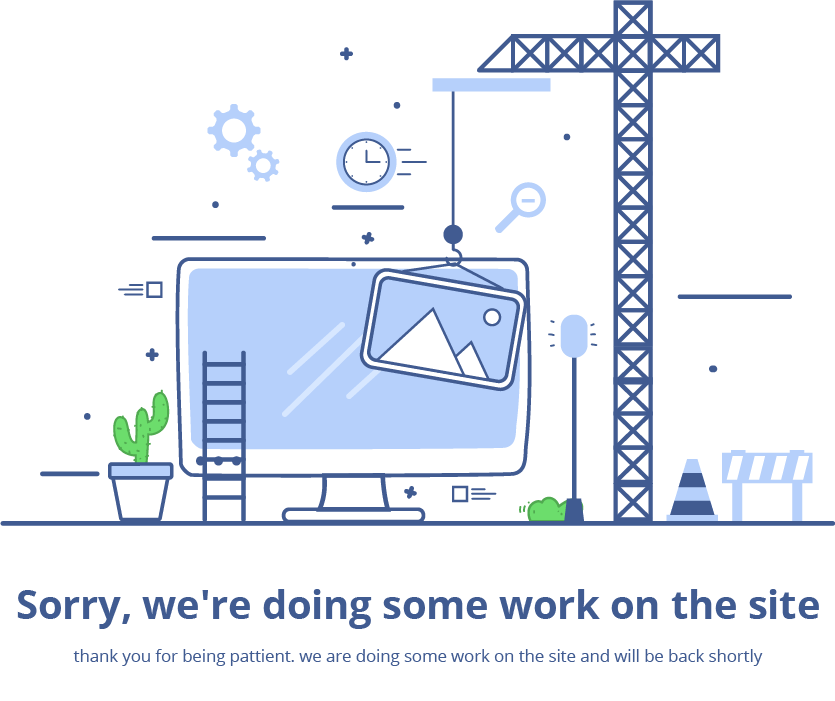 Sorry, we're doing some work on the site
thank you for being pattient. we are doing some work on the site and will be back shortly